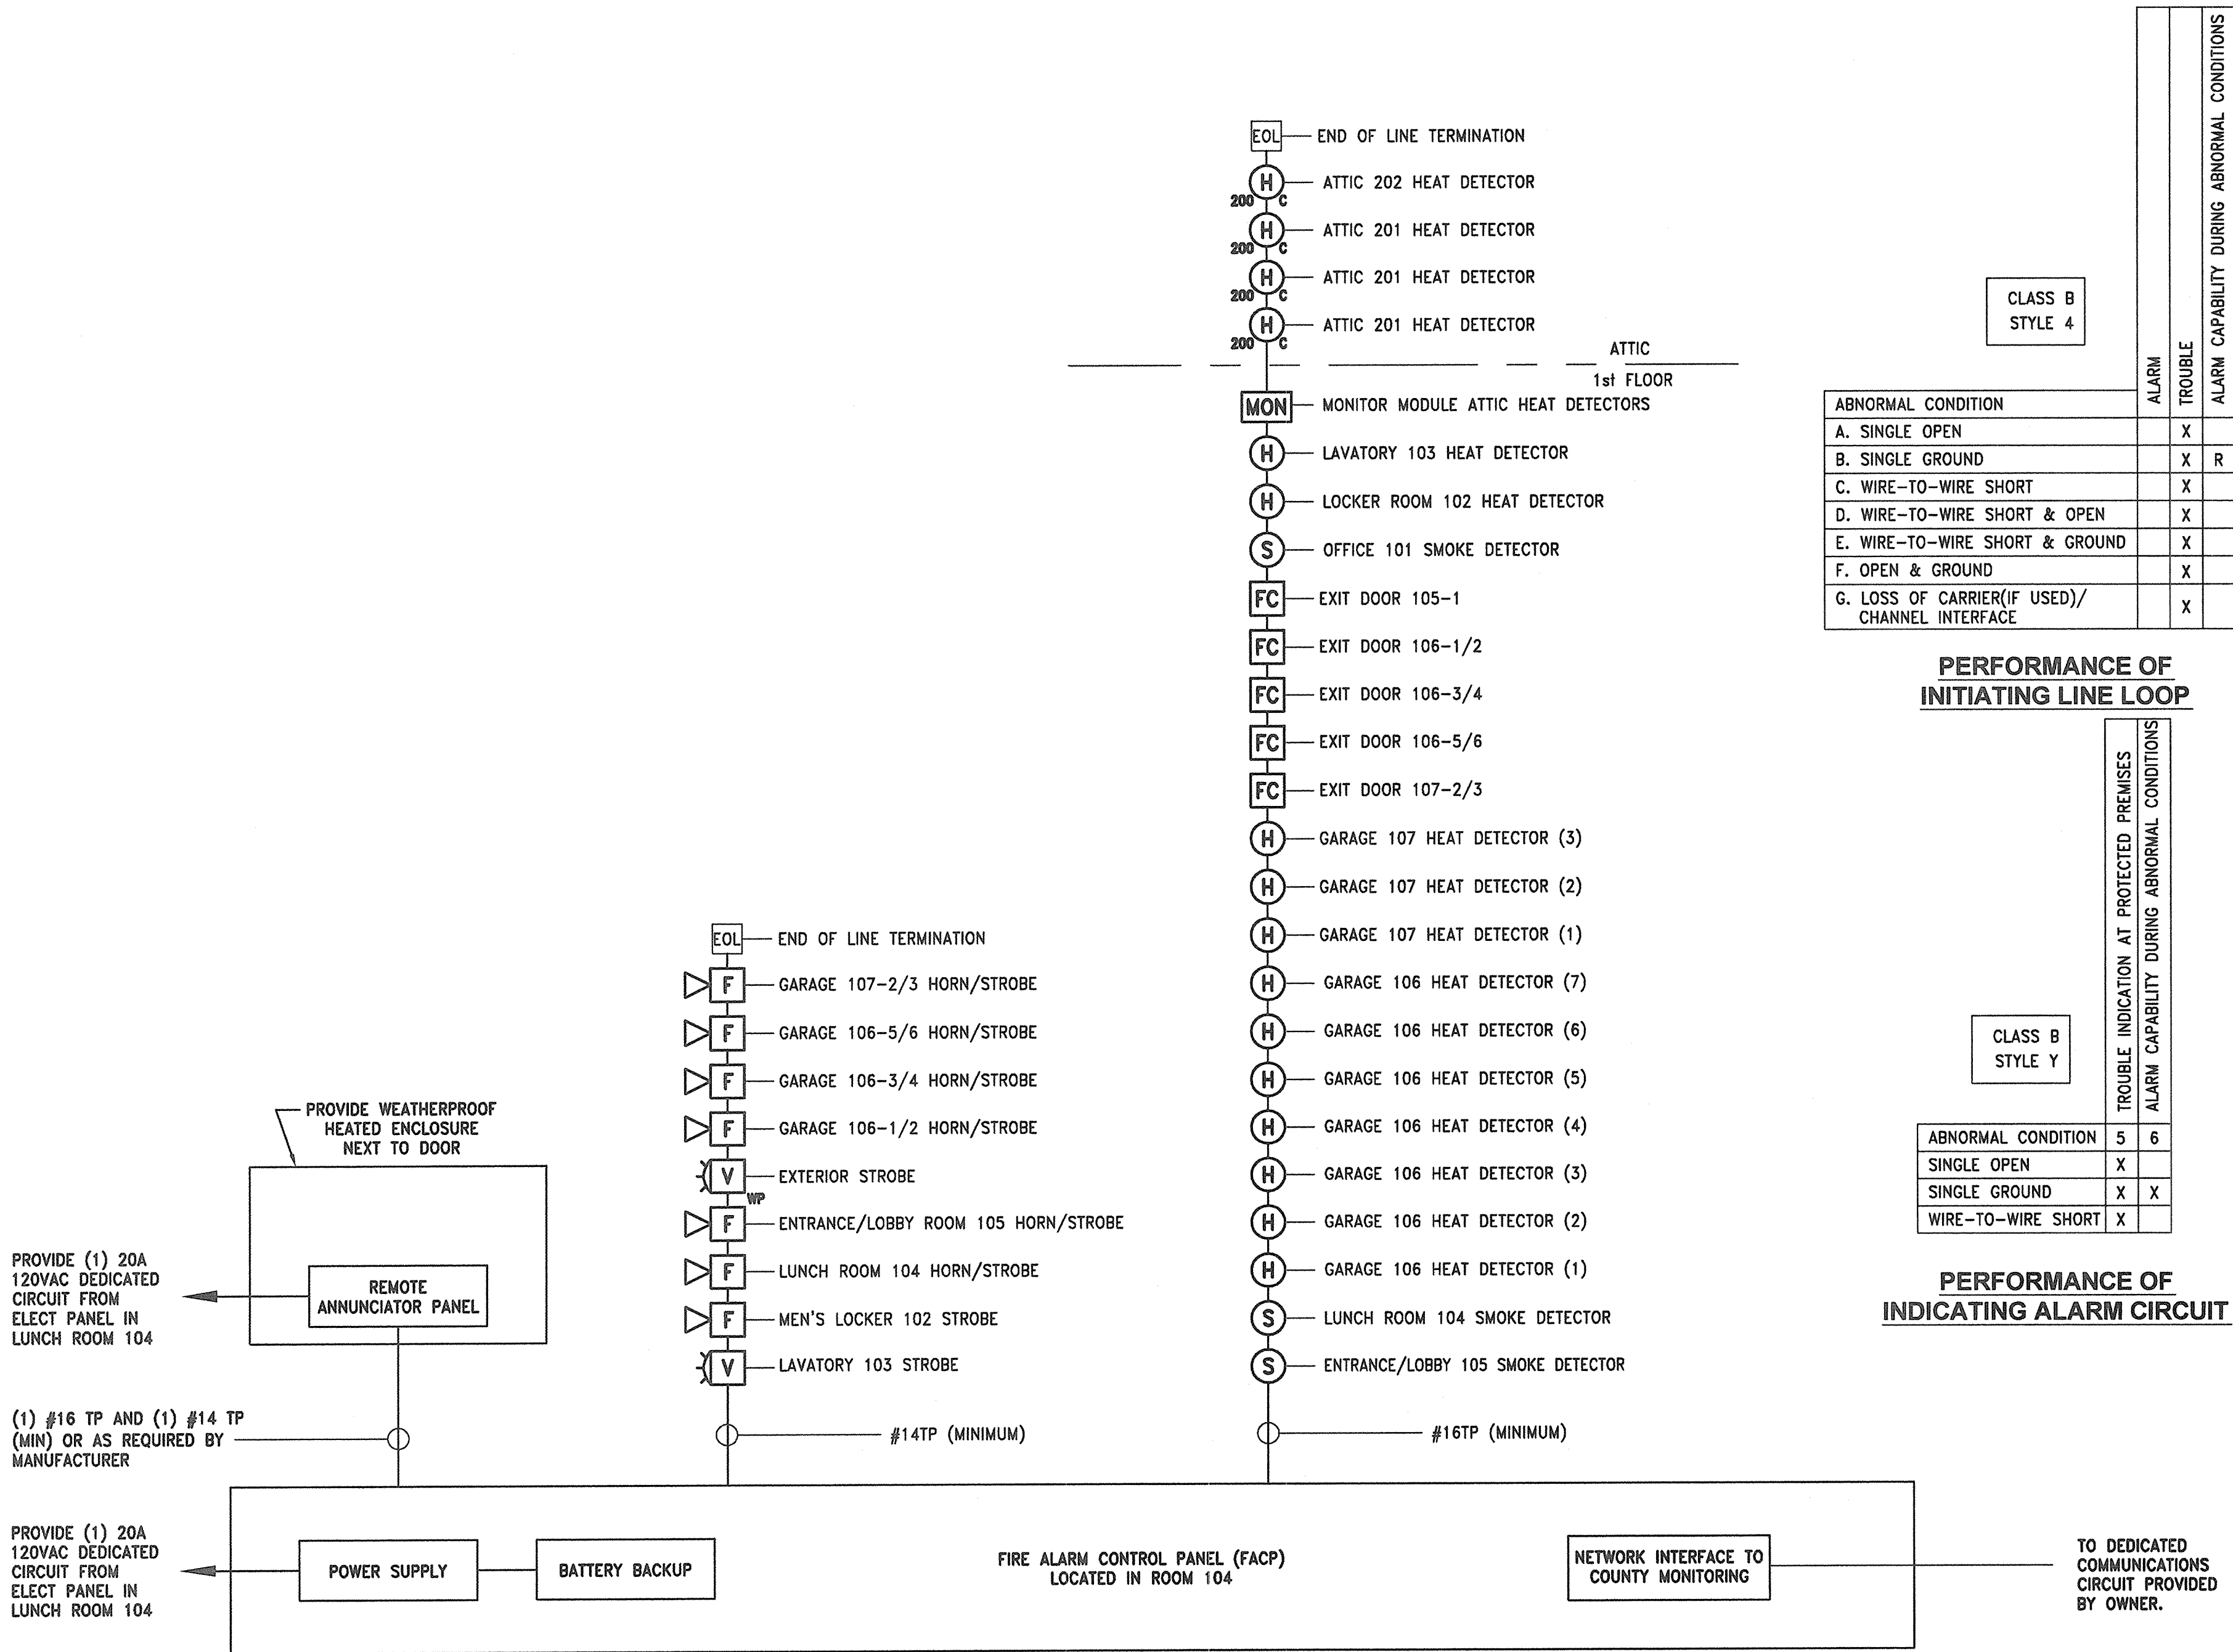 EOL
END OF LINE TERMINATION
H
200
C
ATTIC 202 HEAT DETECTOR
H
200
C
ATTIC 201 HEAT DETECTOR
H
200
C
ATTIC 201 HEAT DETECTOR
H
200
C
ATTIC 201 HEAT DETECTOR
ATTIC
1st FLOOR
MON
MONITOR MODULE ATTIC HEAT DETECTORS
H
LAVATORY 103 HEAT DETECTOR
H
LOCKER ROOM 102 HEAT DETECTOR
S
OFFICE 101 SMOKE DETECTOR
FC
EXIT DOOR 105-1
FC
EXIT DOOR 106-1/2
FC
EXIT DOOR 106-3/4
FC
EXIT DOOR 106-5/6
FC
EXIT DOOR 107-2/3
H
GARAGE 107 HEAT DETECTOR (3)
H
GARAGE 107 HEAT DETECTOR (2)
H
GARAGE 107 HEAT DETECTOR (1)
H
GARAGE 106 HEAT DETECTOR (7)
H
GARAGE 106 HEAT DETECTOR (6)
H
GARAGE 106 HEAT DETECTOR (5)
H
GARAGE 106 HEAT DETECTOR (4)
H
GARAGE 106 HEAT DETECTOR (3)
H
GARAGE 106 HEAT DETECTOR (2)
H
GARAGE 106 HEAT DETECTOR (1)
S
LUNCH ROOM 104 SMOKE DETECTOR
S
ENTRANCE/LOBBY 105 SMOKE DETECTOR
#16TP (MINIMUM)
EOL
END OF LINE TERMINATION
F
GARAGE 107-2/3 HORN/STROBE
F
GARAGE 106-5/6 HORN/STROBE
F
GARAGE 106-3/4 HORN/STROBE
F
GARAGE 106-1/2 HORN/STROBE
V
WP
EXTERIOR STROBE
F
ENTRANCE/LOBBY ROOM 105 HORN/STROBE
F
LUNCH ROOM 104 HORN/STROBE
F
MEN'S LOCKER 102 STROBE
V
LAVATORY 103 STROBE
#14TP (MINIMUM)
PROVIDE WEATHERPROOF
HEATED ENCLOSURE
NEXT TO DOOR
REMOTE
ANNUNCIATOR PANEL
PROVIDE (1) 20A
120VAC DEDICATED
CIRCUIT FROM
ELECT PANEL IN
LUNCH ROOM 104
(1) #16 TP AND (1) #14 TP
(MIN) OR AS REQUIRED BY
MANUFACTURER
PROVIDE (1) 20A
120VAC DEDICATED
CIRCUIT FROM
ELECT PANEL IN
LUNCH ROOM 104
POWER SUPPLY
BATTERY BACKUP
FIRE ALARM CONTROL PANEL (FACP)
LOCATED IN ROOM 104
NETWORK INTERFACE TO
COUNTY MONITORING
TO DEDICATED
COMMUNICATIONS
CIRCUIT PROVIDED
BY OWNER.
CLASS B
STYLE 4
ABNORMAL CONDITION
ALARM
TROUBLE
ALARM CAPABILITY DURING ABNORMAL CONDITIONS
A. SINGLE OPEN X
B. SINGLE GROUND X R
C. WIRE-TO-WIRE SHORT X
D. WIRE-TO-WIRE SHORT & OPEN X
E. WIRE-TO-WIRE SHORT & GROUND X
F. OPEN & GROUND X
G. LOSS OF CARRIER(IF USED)/
CHANNEL INTERFACE X
PERFORMANCE OF
INITIATING LINE LOOP
CLASS B
STYLE Y
TROUBLE INDICATION AT PROTECTED PREMISES
ALARM CAPABILITY DURING ABNORMAL CONDITIONS
ABNORMAL CONDITION 5 6
SINGLE OPEN X
SINGLE GROUND X X
WIRE-TO-WIRE SHORT X
PERFORMANCE OF
INDICATING ALARM CIRCUIT